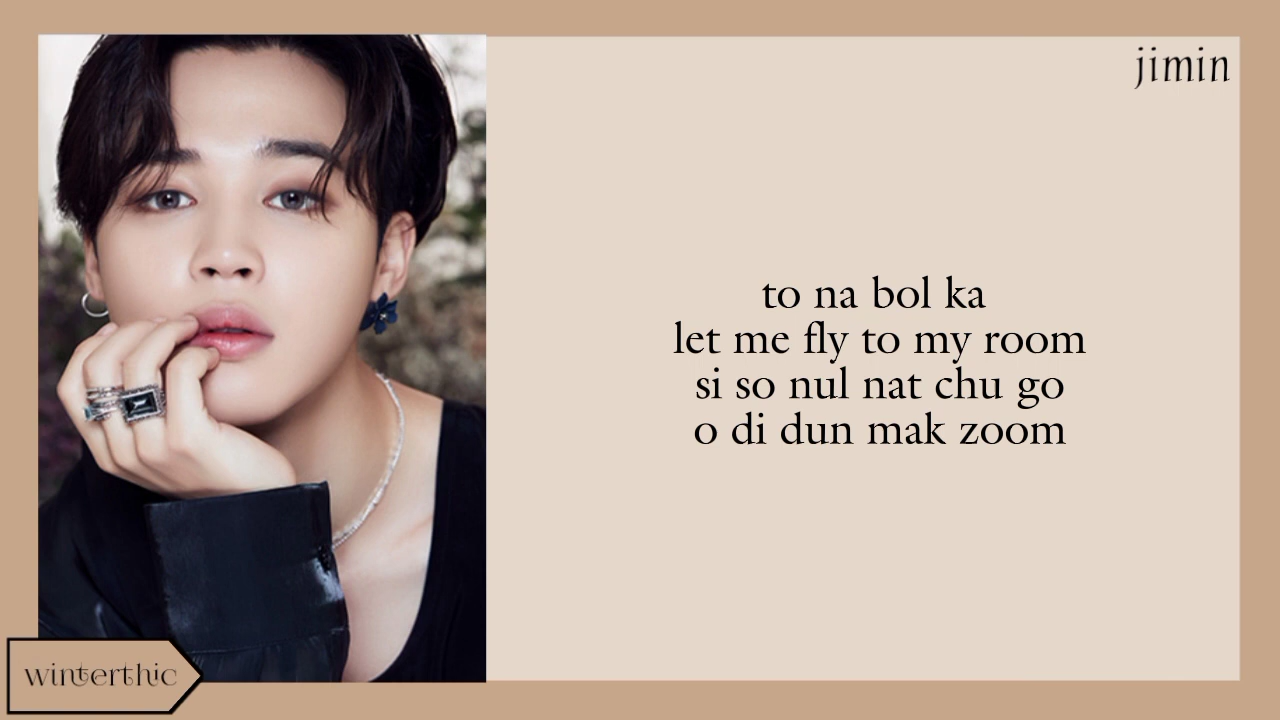 jimin
to na bol ka
let me fly to my room
si so nul nat chu go
o di dun mak zoom
winterthic